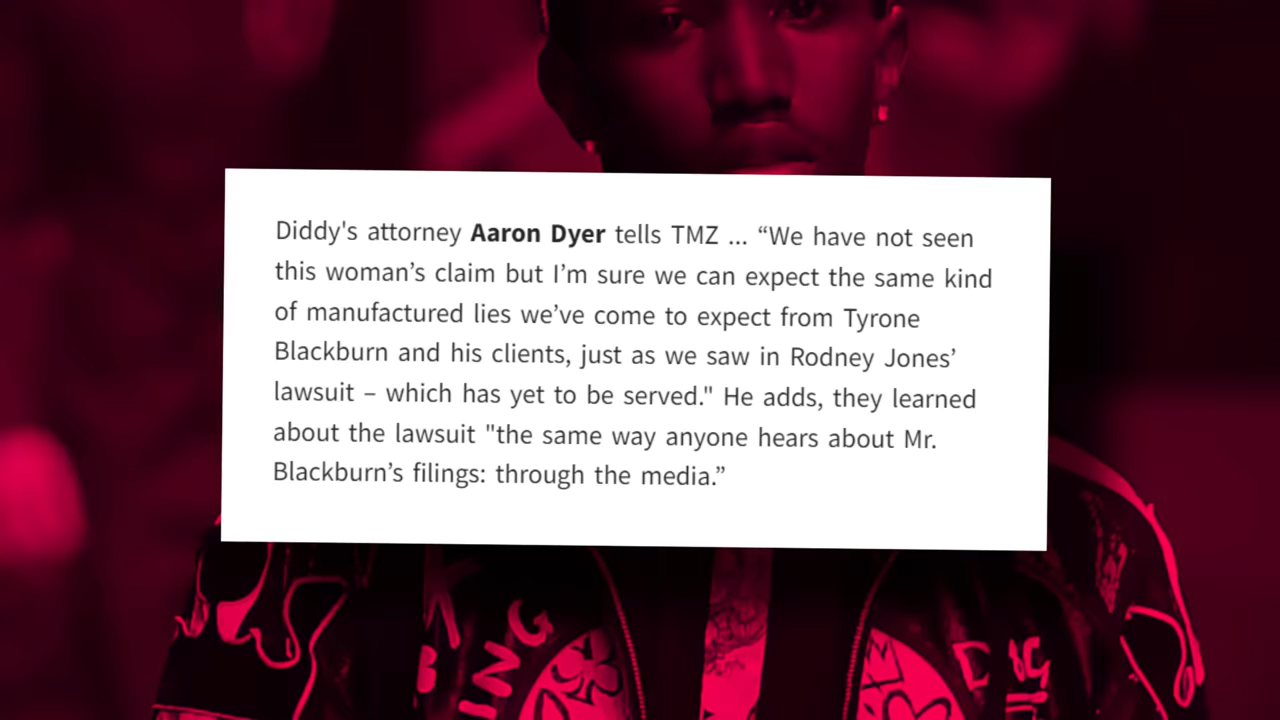 Diddy's attorney Aaron Dyer tells TMZ ... “We have not seen
this woman’s claim but I’m sure we can expect the same kind
of manufactured lies we’ve come to expect from Tyrone
Blackburn and his clients, just as we saw in Rodney Jones’
lawsuit – which has yet to be served." He adds, they learned
about the lawsuit "the same way anyone hears about Mr.
Blackburn’s filings: through the media.”
K
B
ING